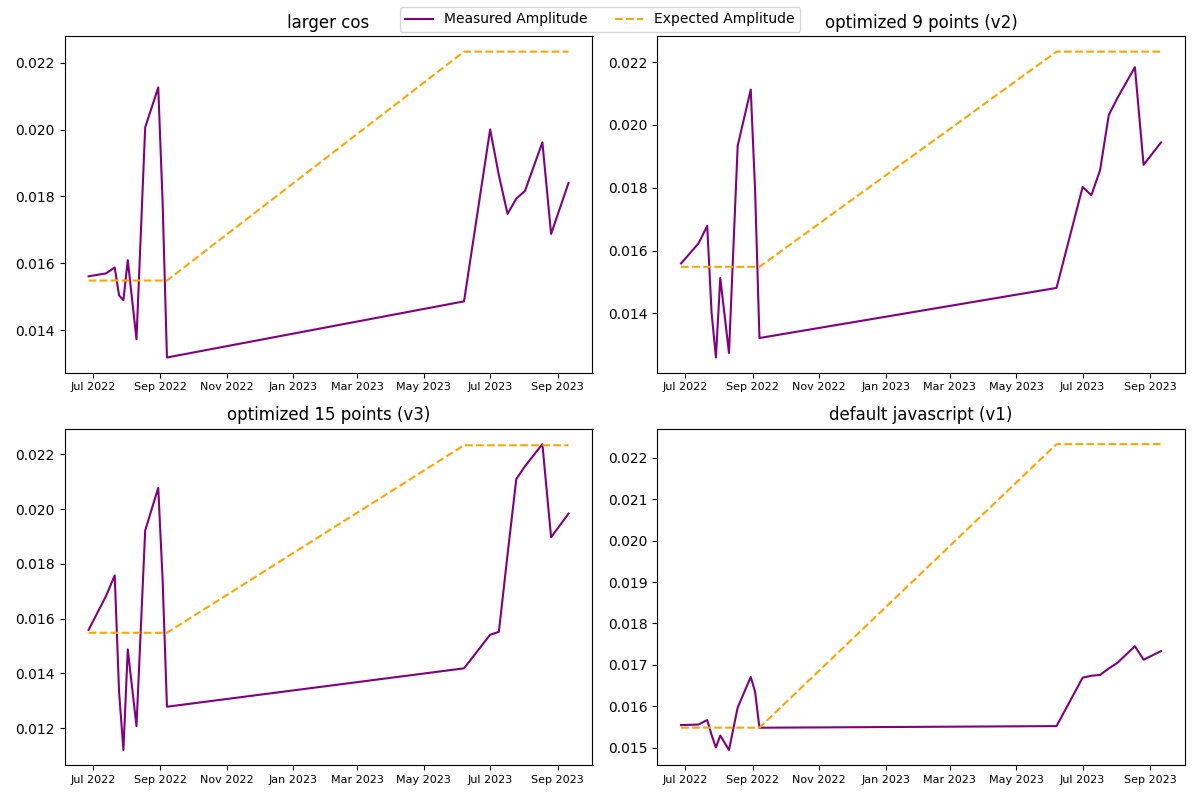 larger cos
Measured Amplitude
Expected Amplitude
optimized 9 points (v2)
0.022
0.020
0.018
0.016
0.014
Jul 2022 Sep 2022 Nov 2022 Jan 2023 Mar 2023 May 2023 Jul 2023 Sep 2023
0.022
0.020
0.018
0.016
0.014
Jul 2022 Sep 2022 Nov 2022 Jan 2023 Mar 2023 May 2023 Jul 2023 Sep 2023
optimized 15 points (v3)
0.022
0.020
0.018
0.016
0.014
0.012
Jul 2022 Sep 2022 Nov 2022 Jan 2023 Mar 2023 May 2023 Jul 2023 Sep 2023
default javascript (v1)
0.022
0.021
0.020
0.019
0.018
0.017
0.016
0.015
Jul 2022 Sep 2022 Nov 2022 Jan 2023 Mar 2023 May 2023 Jul 2023 Sep 2023